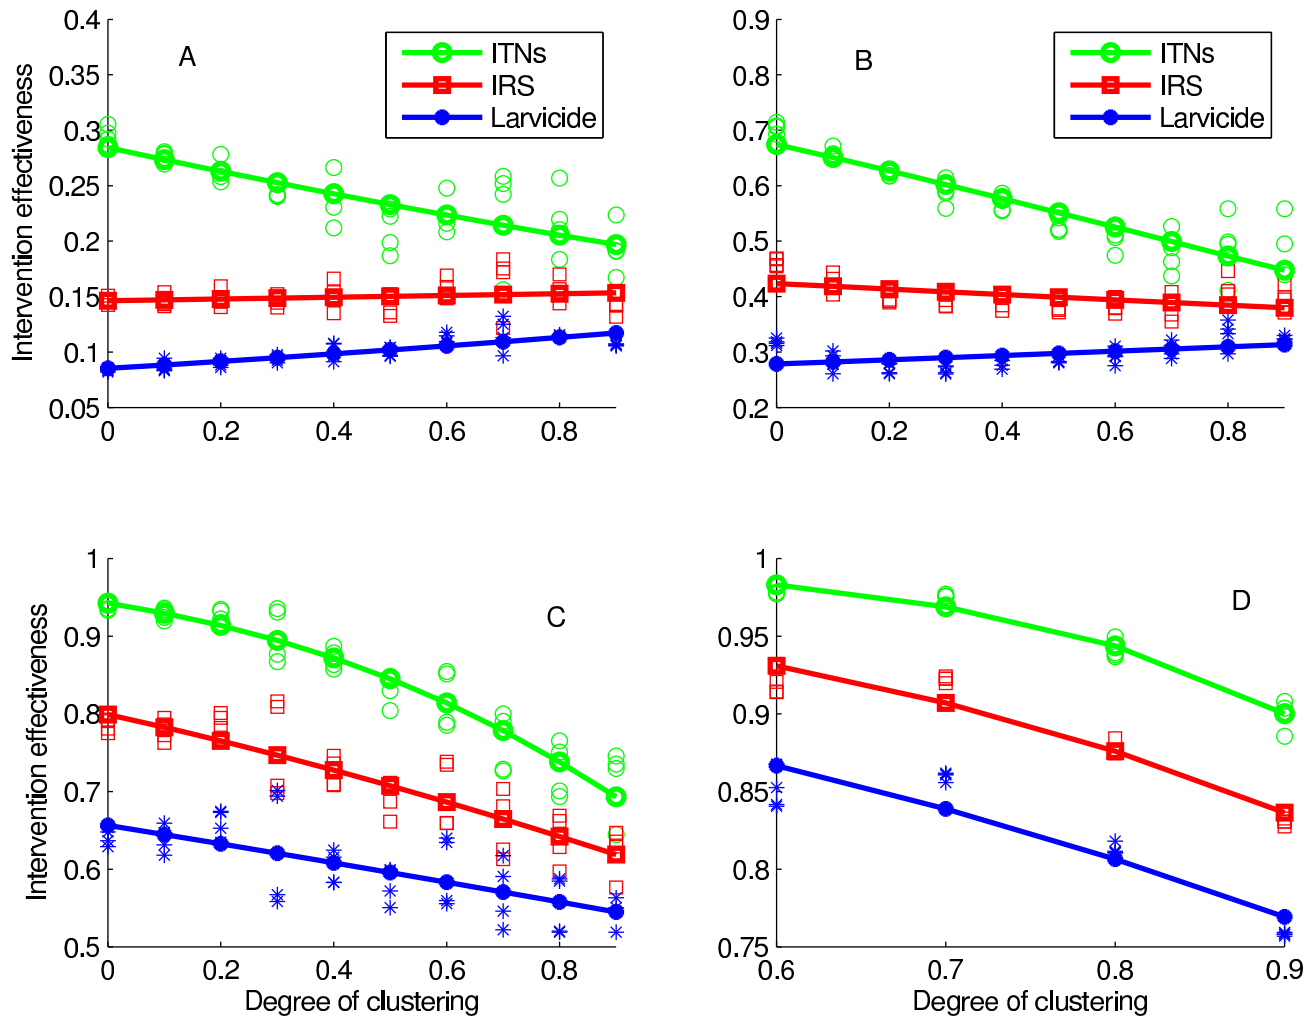 Intervention effectiveness
0.4
0.35
0.3
0.25
0.2
0.15
0.1
0.05
A
ITNs
IRS
Larvicide
0 0.2 0.4 0.6 0.8
0.9
0.8
0.7
0.6
0.5
0.4
0.3
0.2
B
ITNs
IRS
Larvicide
0 0.2 0.4 0.6 0.8
Intervention effectiveness
1
0.9
0.8
0.7
0.6
0.5
C
0 0.2 0.4 0.6 0.8
Degree of clustering
1
0.95
0.9
0.85
0.8
0.75
D
0.6 0.7 0.8 0.9
Degree of clustering